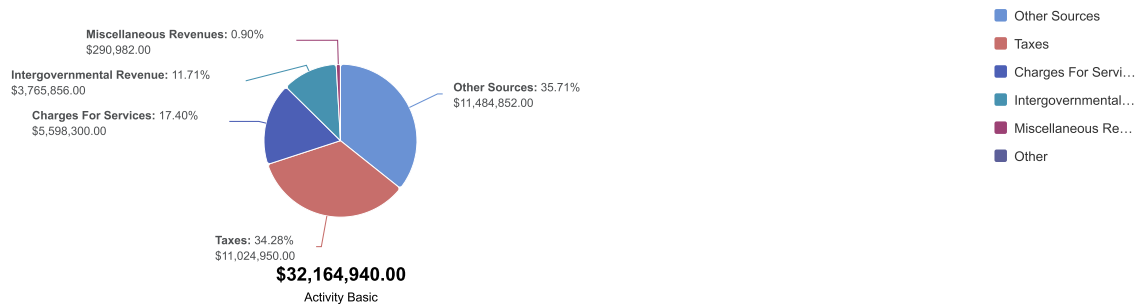 Miscellaneous Revenues: 0.90%
$290,982.00
Intergovernmental Revenue: 11.71%
$3,765,856.00
Charges For Services: 17.40%
$5,598,300.00
Other Sources: 35.71%
$11,484,852.00
Taxes: 34.28%
$11,024,950.00
$32,164,940.00
Activity Basic
Other Sources
Taxes
Charges For Servi…
Intergovernmental…
Miscellaneous Re…
Other